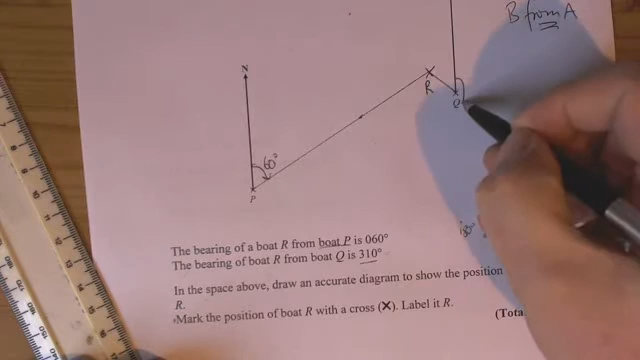 B from A
N
R
Q
60°
P
180°
The bearing of a boat R from boat P is 060°
The bearing of boat R from boat Q is 310°
In the space above, draw an accurate diagram to show the position
R.
Mark the position of boat R with a cross (✕). Label it R.
(Tota